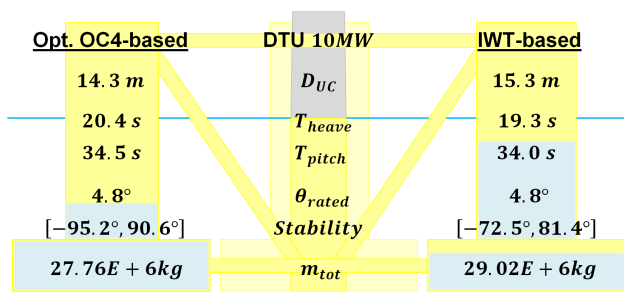 Opt. OC4-based DTU 10MW IWT-based
14.3 m D_UC 15.3 m
20.4 s T_heave 19.3 s
34.5 s T_pitch 34.0 s
4.8° θ_rated 4.8°
[−95.2°, 90.6°] Stability [−72.5°, 81.4°]
27.76E + 6kg m_tot 29.02E + 6kg